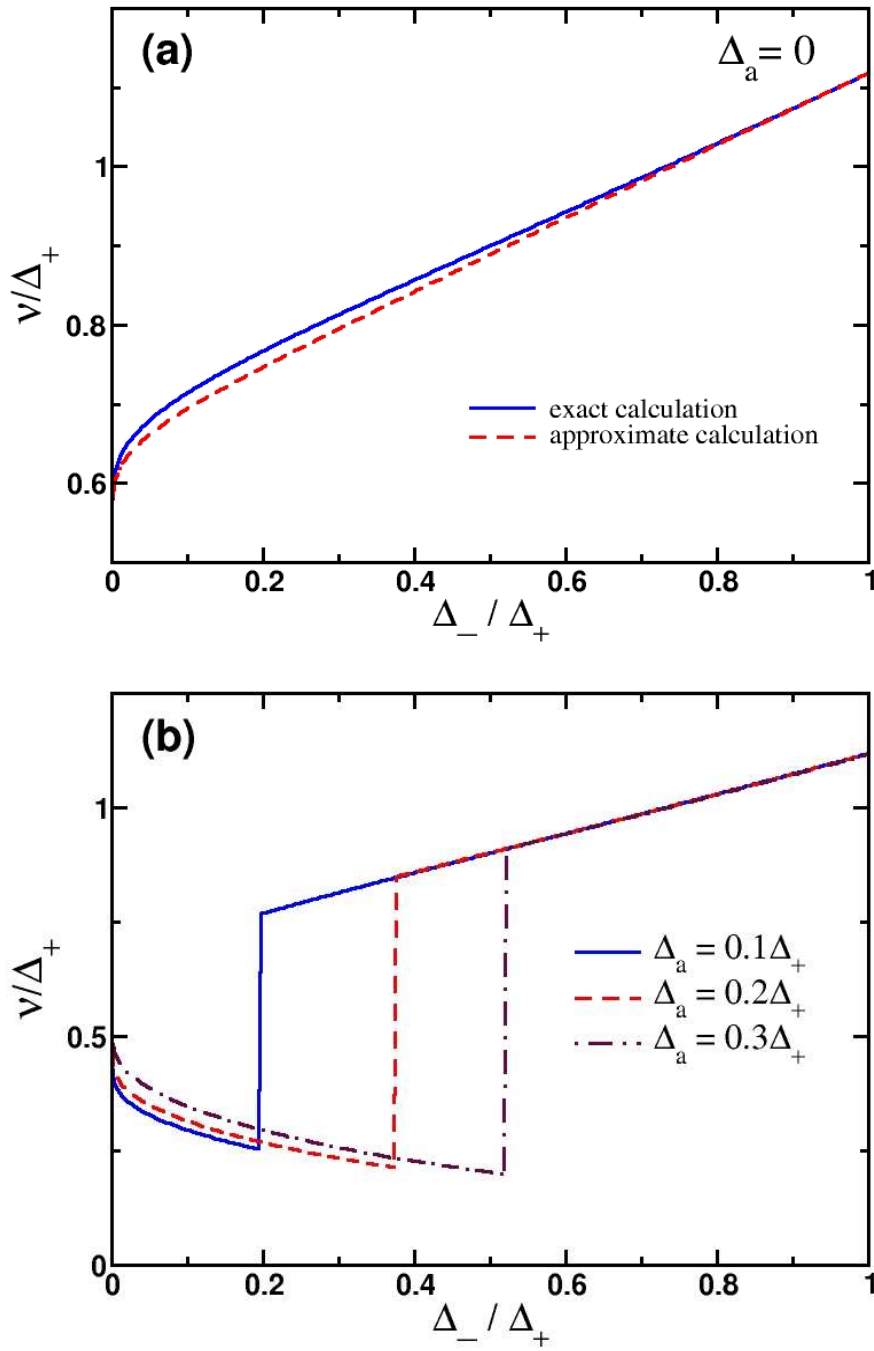 (a)
Δa = 0
1
0.8
0.6
ν/Δ+
exact calculation
approximate calculation
0 0.2 0.4 0.6 0.8 1
Δ− / Δ+
(b)
1
0.5
0
ν/Δ+
Δa = 0.1Δ+
Δa = 0.2Δ+
Δa = 0.3Δ+
0 0.2 0.4 0.6 0.8 1
Δ− / Δ+